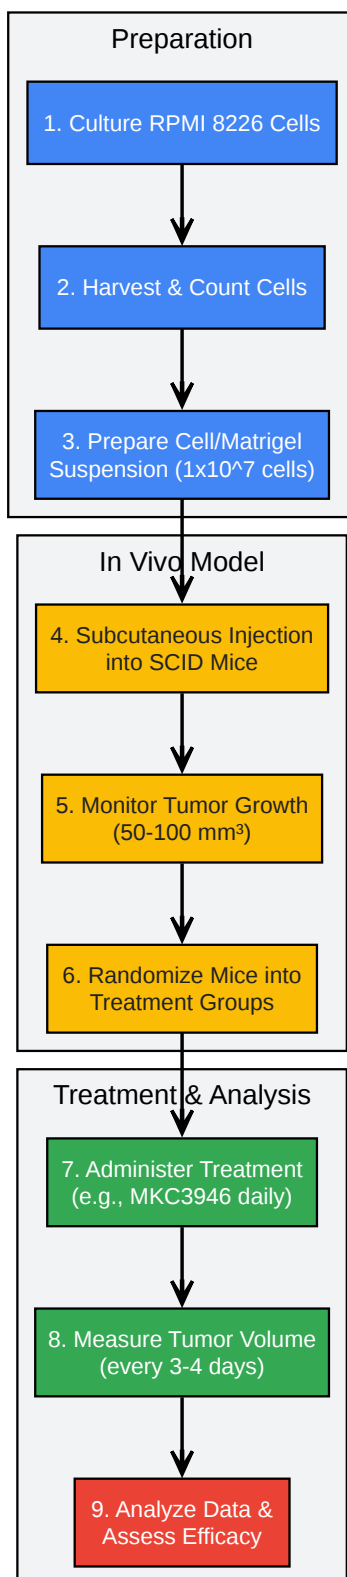 Preparation
1. Culture RPMI 8226 Cells
2. Harvest & Count Cells
3. Prepare Cell/Matrigel
Suspension (1x10^7 cells)
In Vivo Model
4. Subcutaneous Injection
into SCID Mice
5. Monitor Tumor Growth
(50-100 mm³)
6. Randomize Mice into
Treatment Groups
Treatment & Analysis
7. Administer Treatment
(e.g., MKC3946 daily)
8. Measure Tumor Volume
(every 3-4 days)
9. Analyze Data &
Assess Efficacy